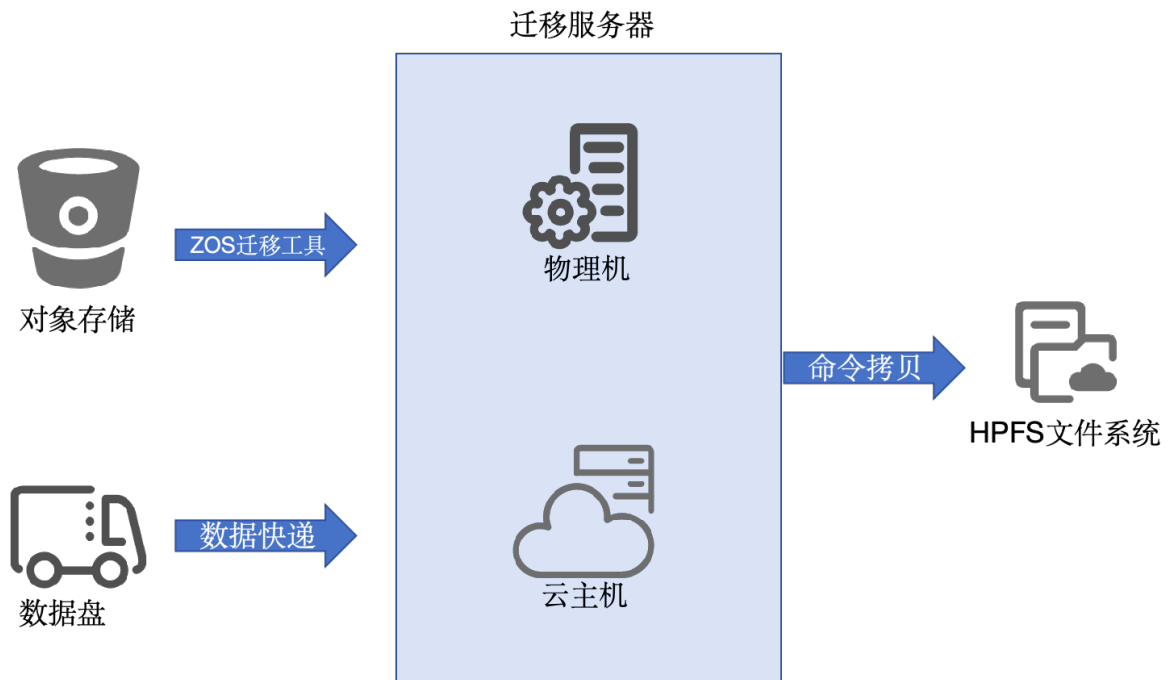 迁移服务器
ZOS迁移工具
物理机
对象存储
命令拷贝
HPFS文件系统
数据快递
云主机
数据盘